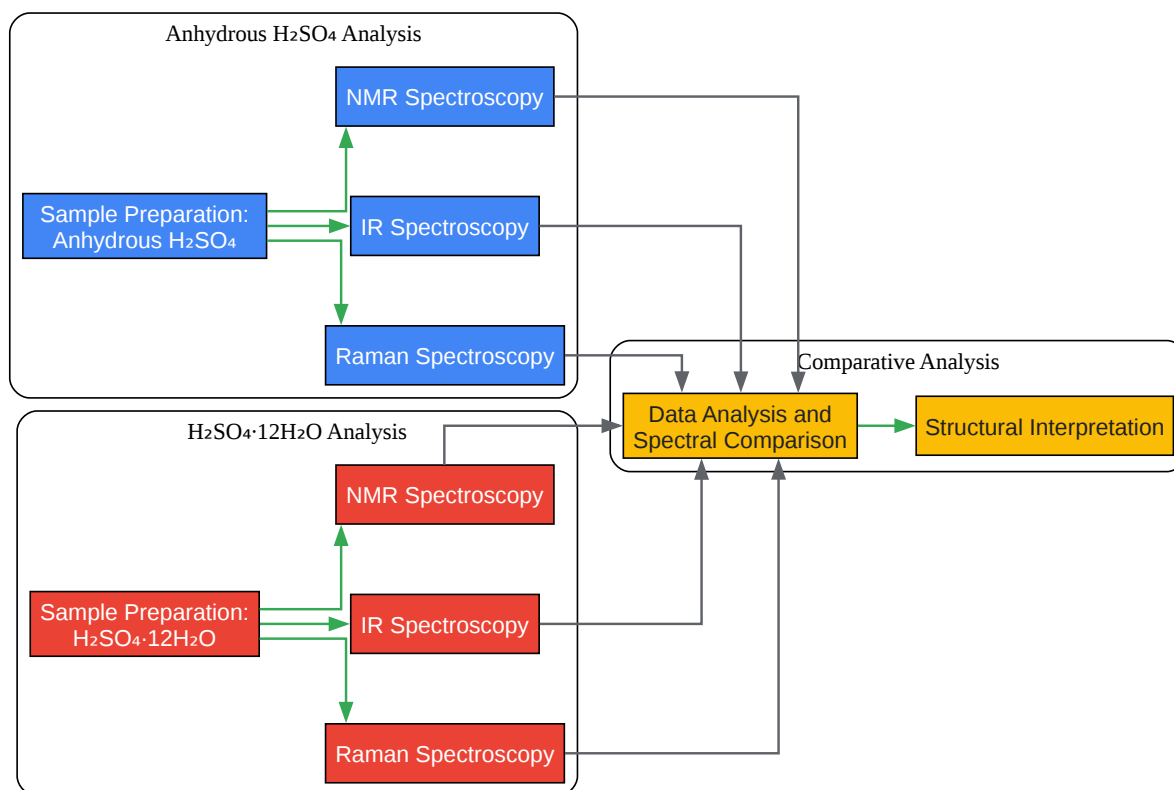 Anhydrous H₂SO₄ Analysis
NMR Spectroscopy
Sample Preparation:
Anhydrous H₂SO₄
IR Spectroscopy
Raman Spectroscopy
H₂SO₄·12H₂O Analysis
NMR Spectroscopy
Sample Preparation:
H₂SO₄·12H₂O
IR Spectroscopy
Raman Spectroscopy
Comparative Analysis
Data Analysis and
Spectral Comparison
Structural Interpretation